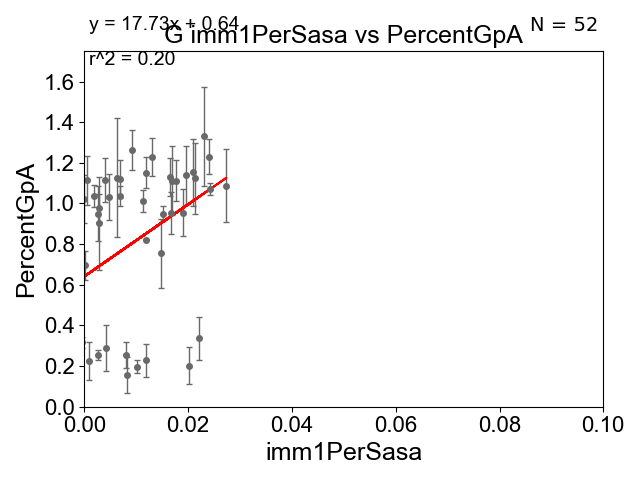 y = 17.73x + 0.64
N = 52
G imm1PerSasa vs PercentGpA
r^2 = 0.20
PercentGpA
1.6
1.4
1.2
1.0
0.8
0.6
0.4
0.2
0.0
0.00 0.02 0.04 0.06 0.08 0.10
imm1PerSasa